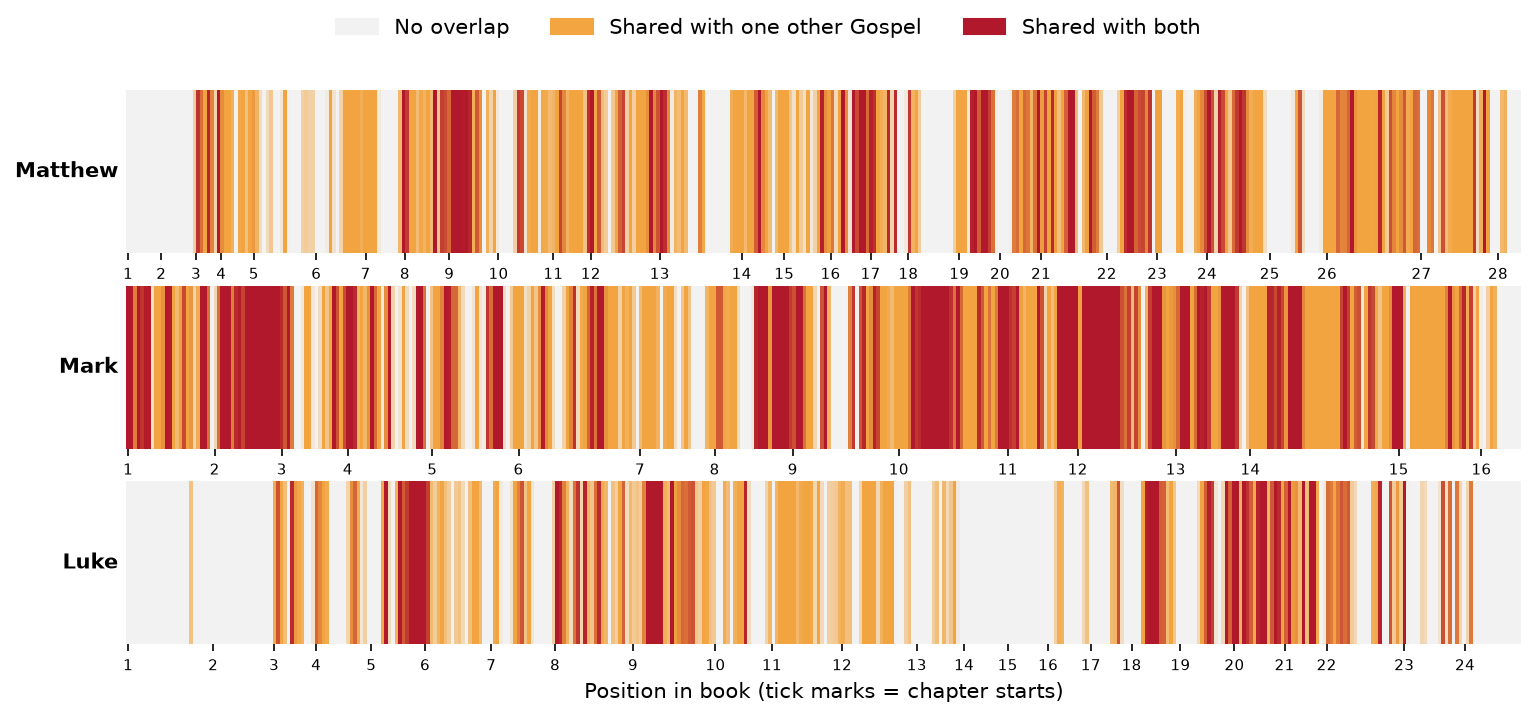 No overlap Shared with one other Gospel Shared with both
Matthew
1 2 3 4 5 6 7 8 9 10 11 12 13 14 15 16 17 18 19 20 21 22 23 24 25 26 27 28
Mark
1 2 3 4 5 6 7 8 9 10 11 12 13 14 15 16
Luke
1 2 3 4 5 6 7 8 9 10 11 12 13 14 15 16 17 18 19 20 21 22 23 24
Position in book (tick marks = chapter starts)